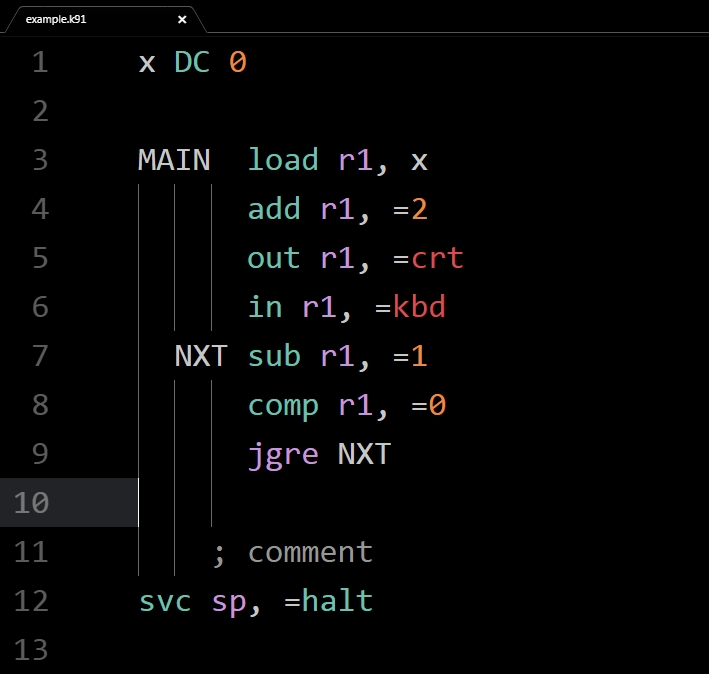 example.k91 ×
1 x DC 0
2
3 MAIN load r1, x
4 add r1, =2
5 out r1, =crt
6 in r1, =kbd
7 NXT sub r1, =1
8 comp r1, =0
9 jgre NXT
10
11 ; comment
12 svc sp, =halt
13